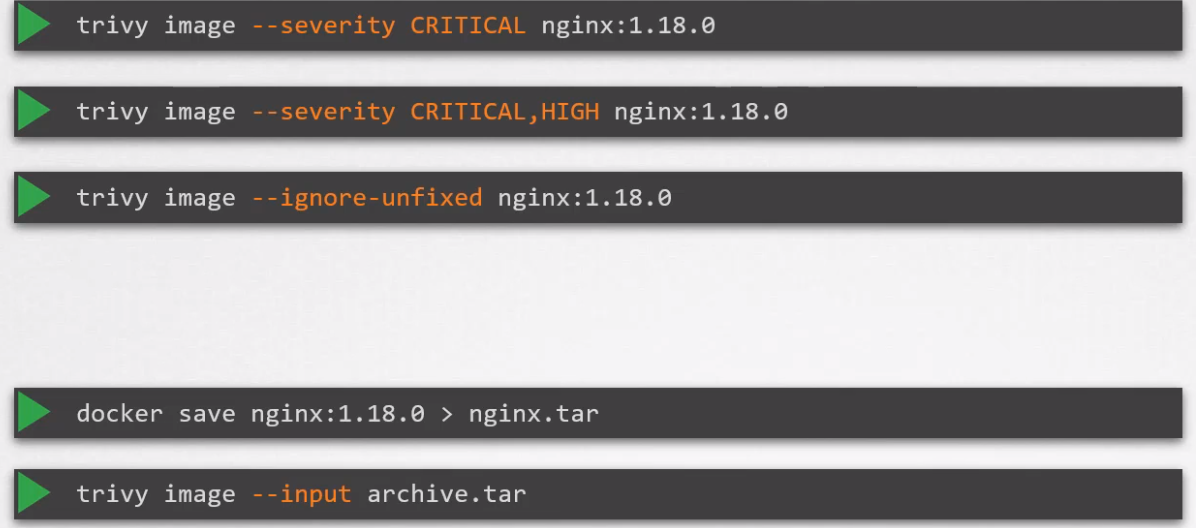 trivy image --severity CRITICAL nginx:1.18.0
trivy image --severity CRITICAL,HIGH nginx:1.18.0
trivy image --ignore-unfixed nginx:1.18.0
docker save nginx:1.18.0 > nginx.tar
trivy image --input archive.tar